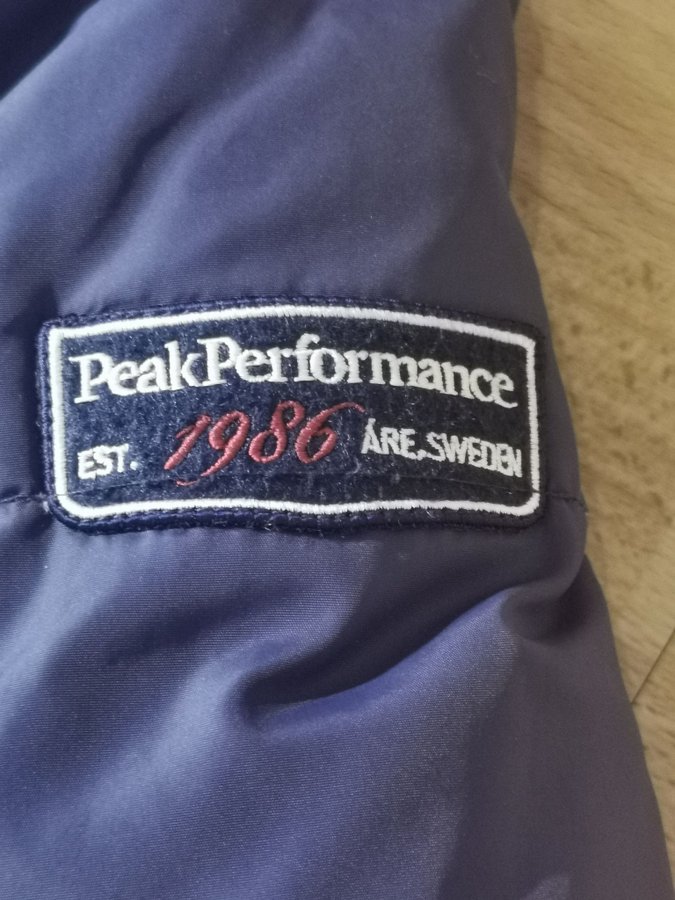 PeakPerformance
EST. 1986 ÅRE, SWEDEN